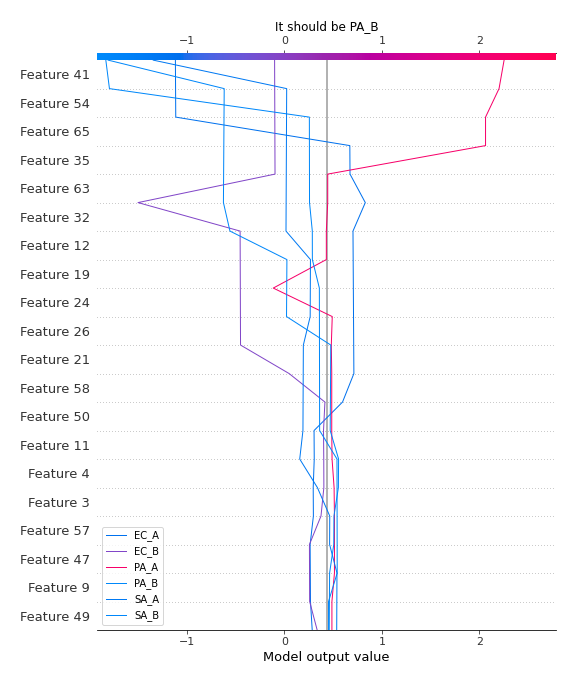 It should be PA_B
−1 0 1 2
Feature 41
Feature 54
Feature 65
Feature 35
Feature 63
Feature 32
Feature 12
Feature 19
Feature 24
Feature 26
Feature 21
Feature 58
Feature 50
Feature 11
Feature 4
Feature 3
Feature 57
Feature 47
Feature 9
Feature 49
EC_A
EC_B
PA_A
PA_B
SA_A
SA_B
−1 0 1 2
Model output value